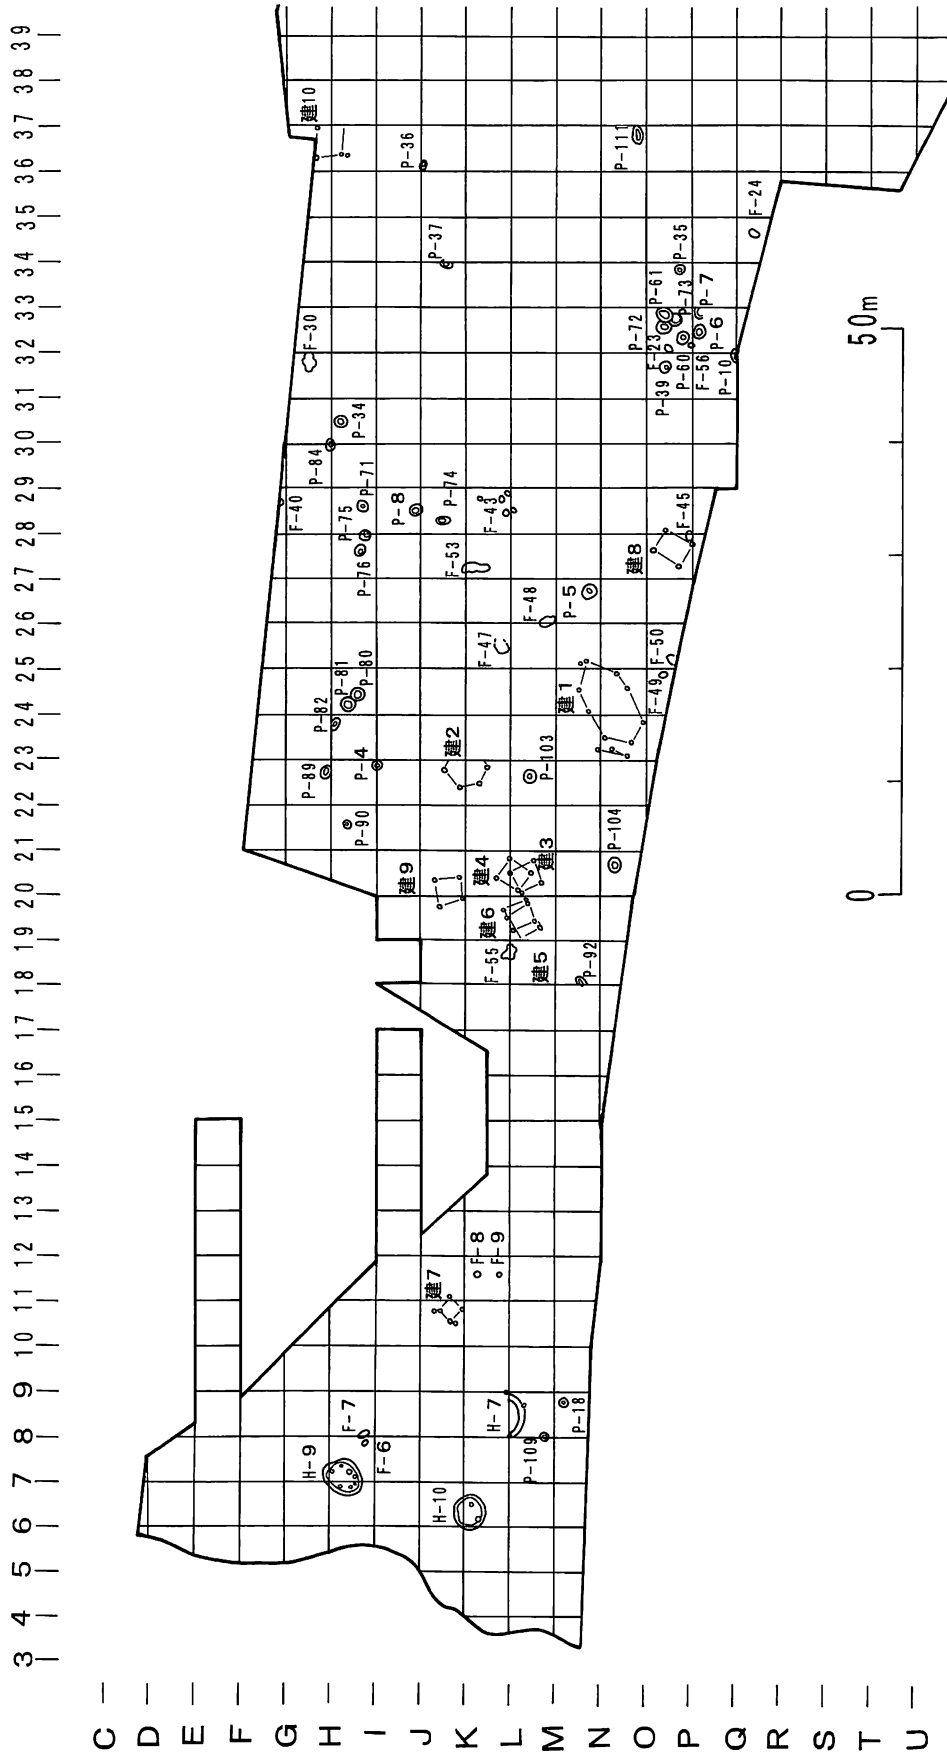 39
38
37
36
35
34
33
32
31
30
29
28
27
26
25
24
23
22
21
20
19
18
17
16
15
14
13
12
11
10
9
8
7
6
5
4
3
C
D
E
F
G
H
I
J
K
L
M
N
O
P
Q
R
S
T
U
建10
P-36
P-111
F-24
P-37
P-35
P-61
P-73
P-7
P-72
F-23
P-6
P-39
P-60
F-56
P-10
F-30
P-34
P-84
P-71
F-40
P-75
P-8
P-74
F-43
F-45
P-76
F-53
建8
F-48
P-5
F-47
F-50
P-81
P-80
建1
F-49
P-82
P-4
建2
P-103
P-89
P-90
P-104
建9
建4
建3
建6
F-55
建5
P-92
F-8
F-9
建7
H-9
F-7
F-6
H-7
P-18
P-109
H-10
0
50m